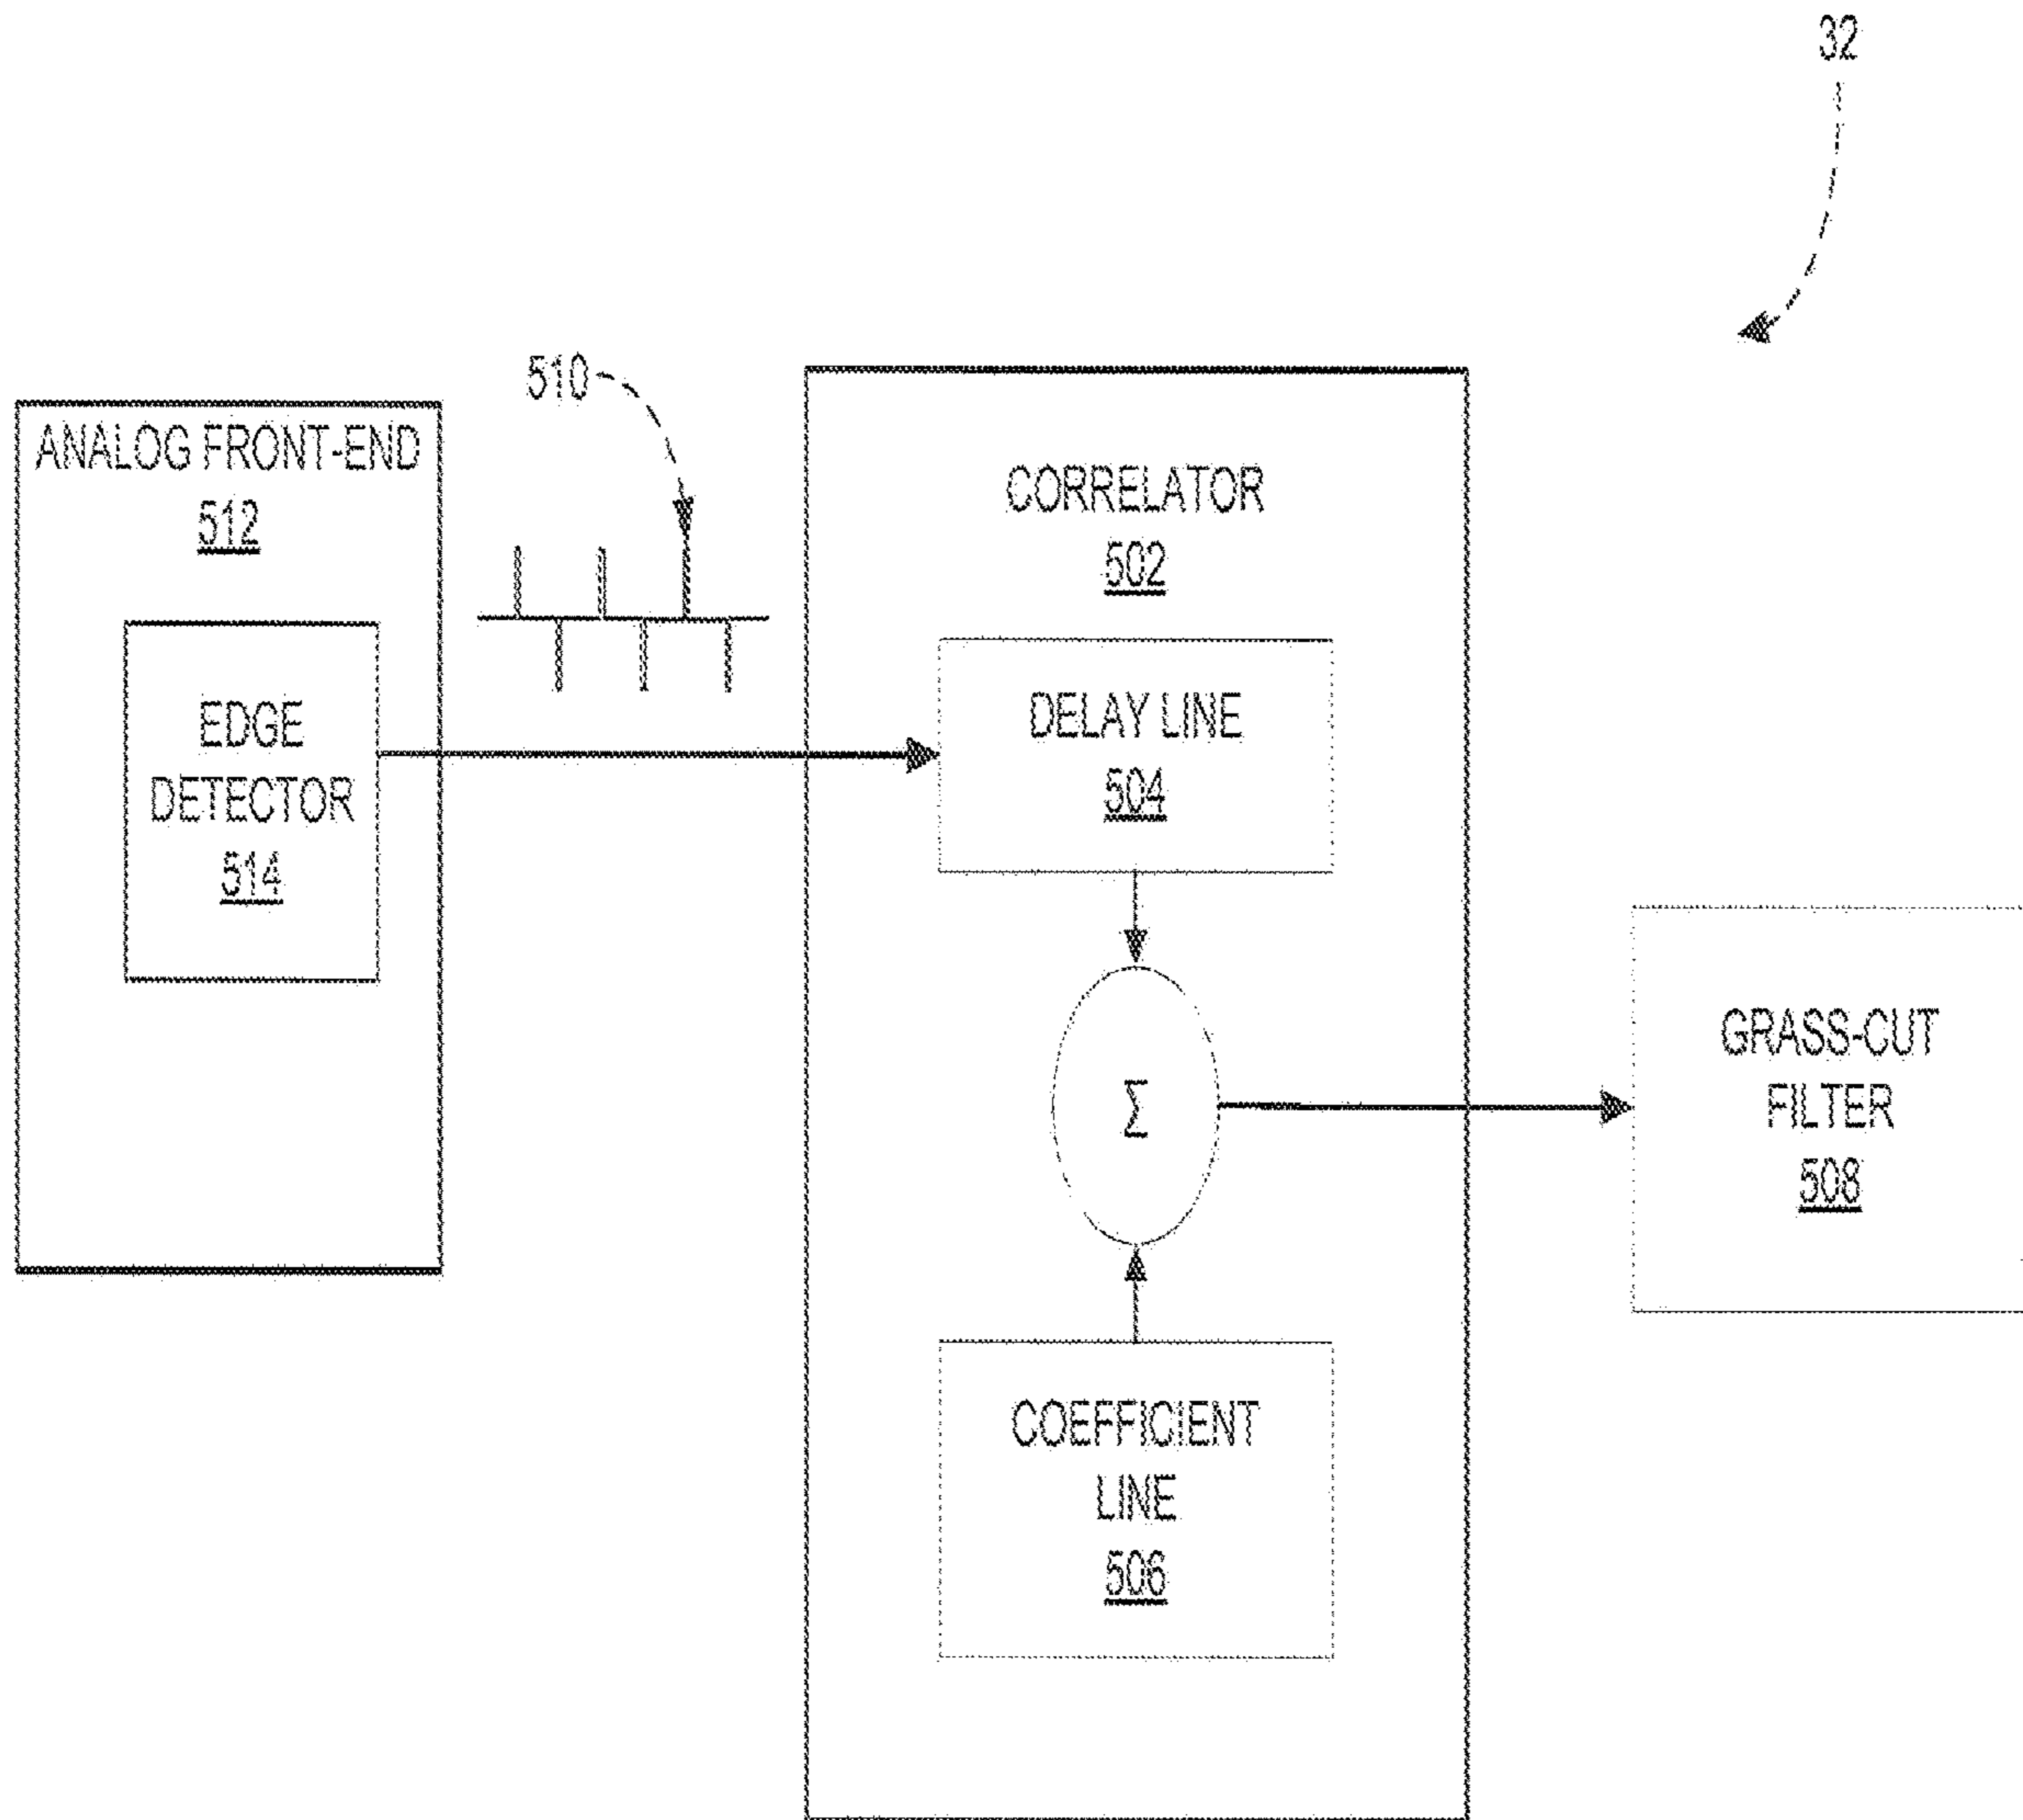 32
510
ANALOG FRONT-END
512
EDGE
DETECTOR
514
CORRELATOR
502
DELAY LINE
504
Σ
COEFFICIENT
LINE
506
GRASS-CUT
FILTER
508